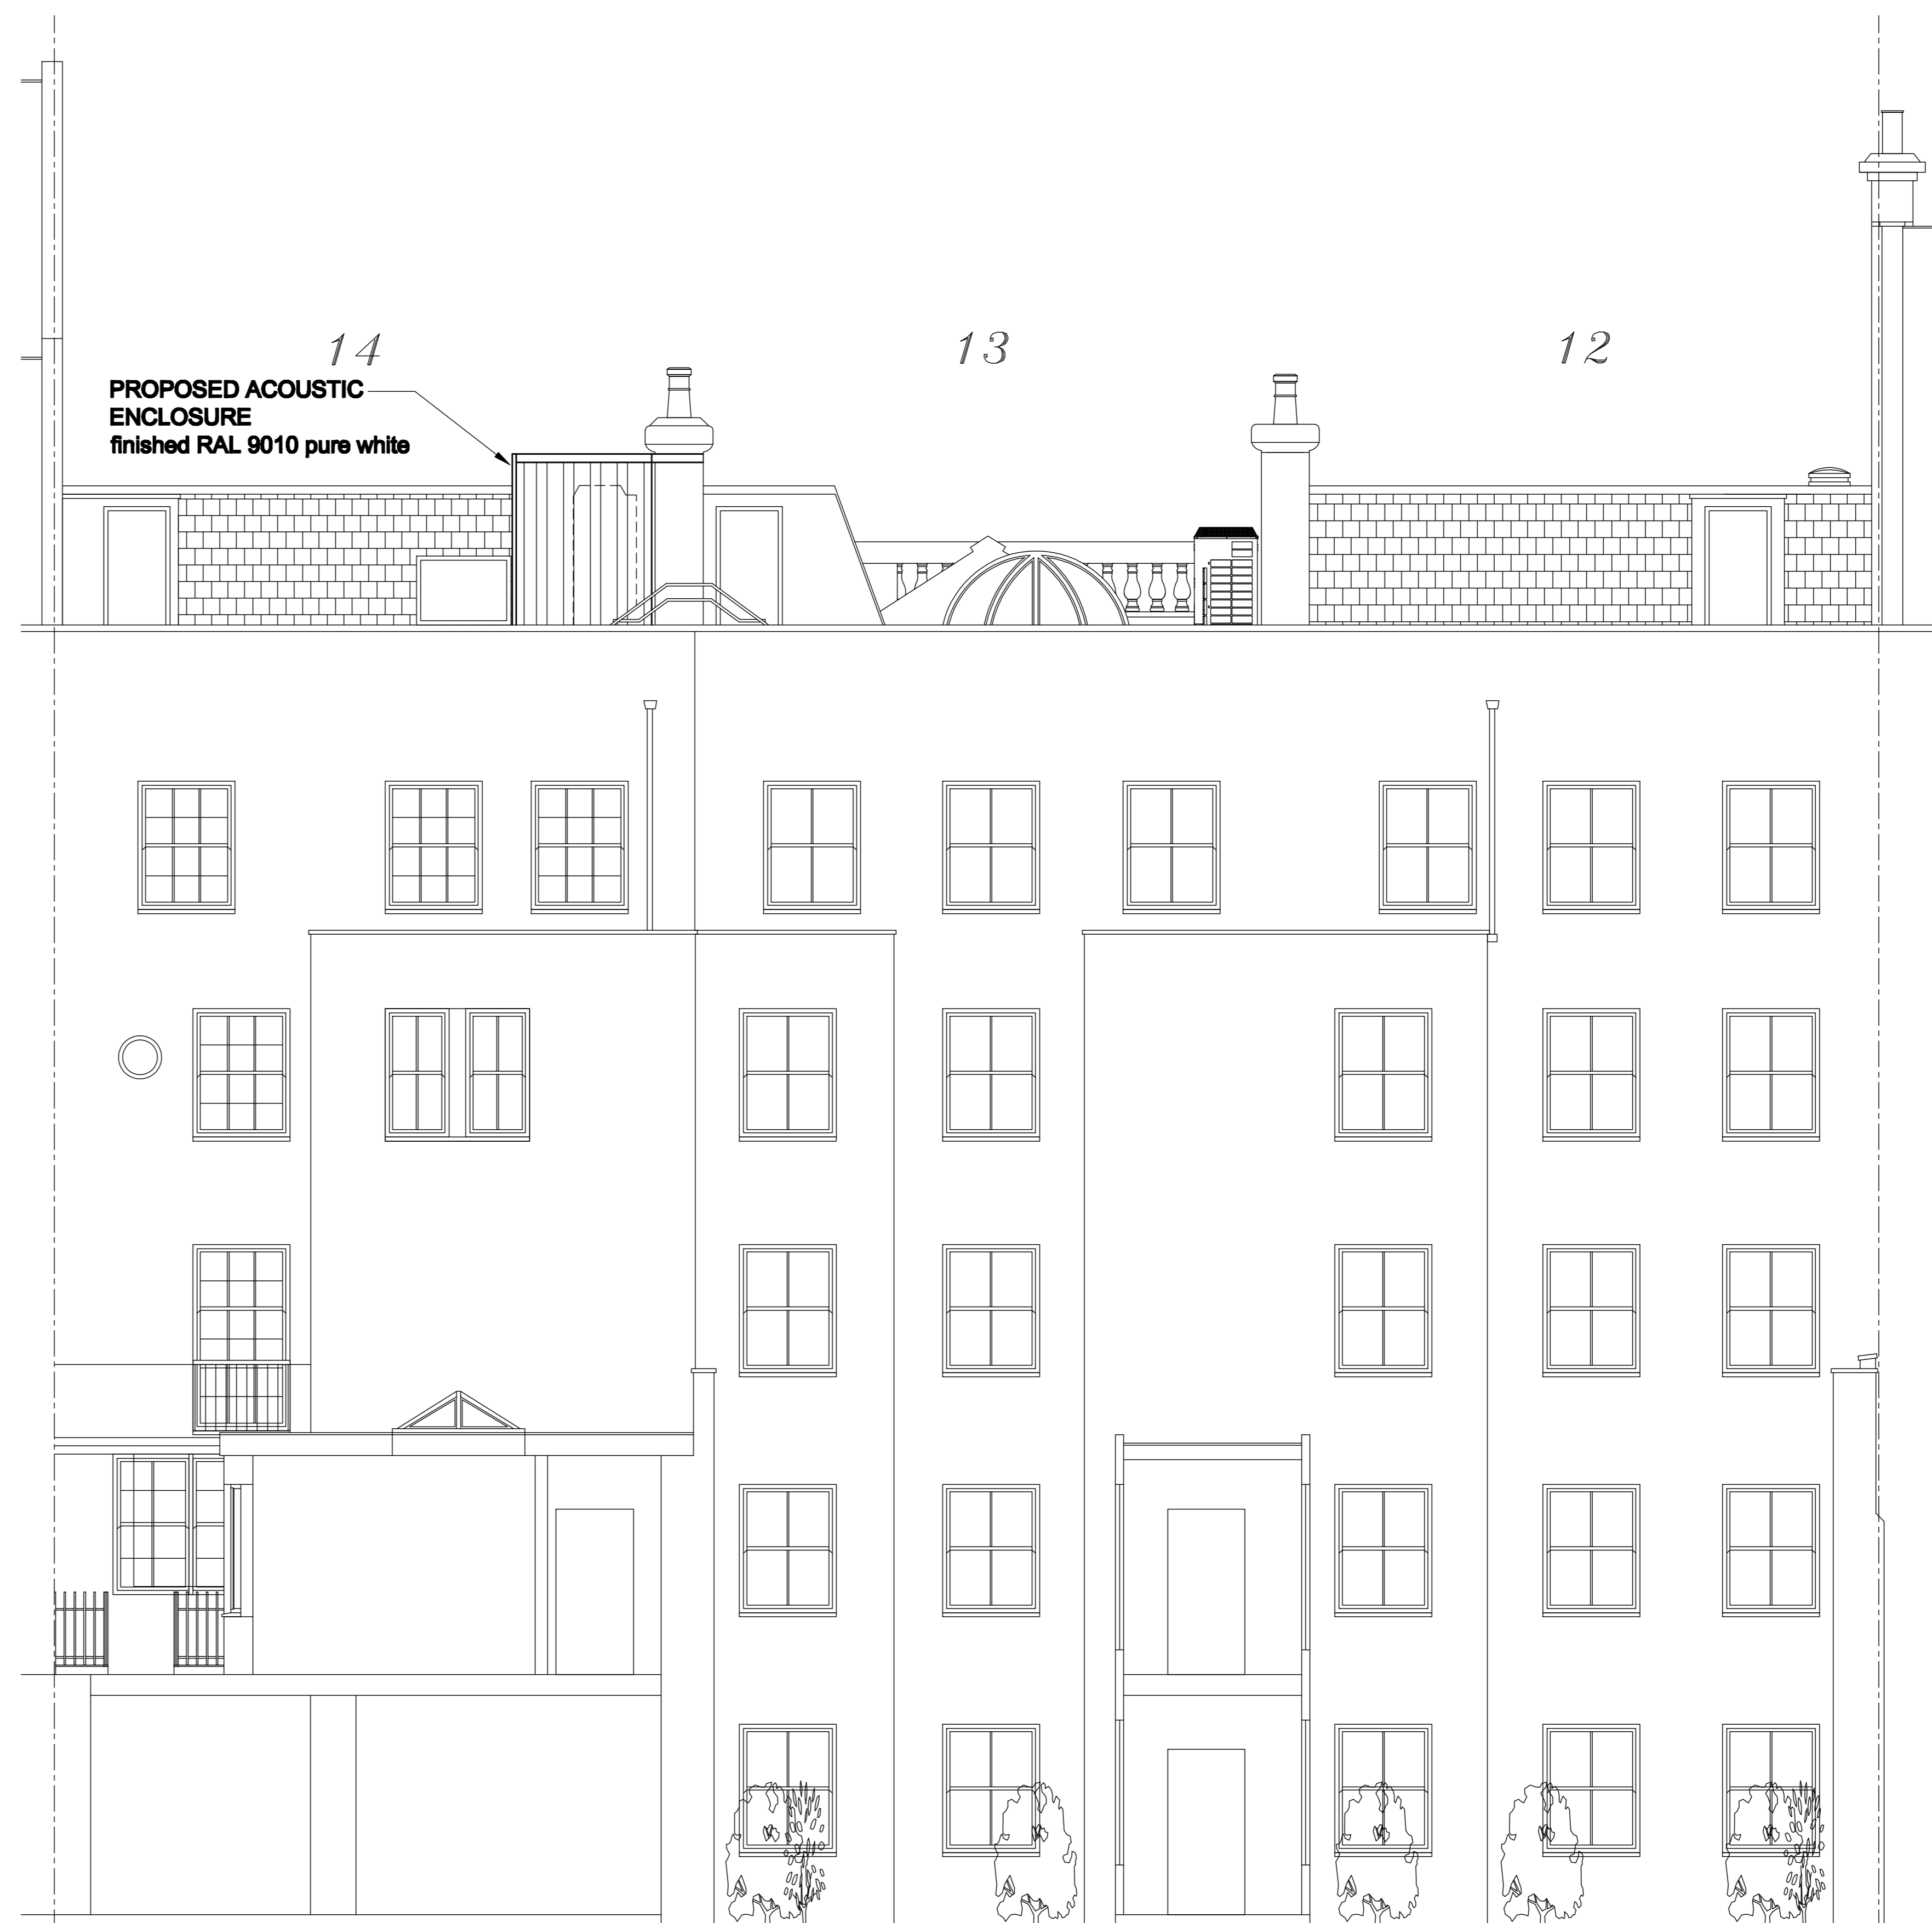 14
13
12
PROPOSED ACOUSTIC
ENCLOSURE
finished RAL 9010 pure white